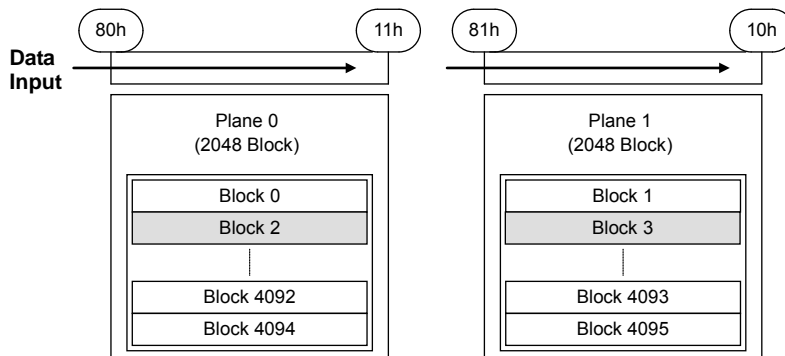 80h
11h
81h
10h
Data
Input
Plane 0
(2048 Block)
Block 0
Block 2
Block 4092
Block 4094
Plane 1
(2048 Block)
Block 1
Block 3
Block 4093
Block 4095